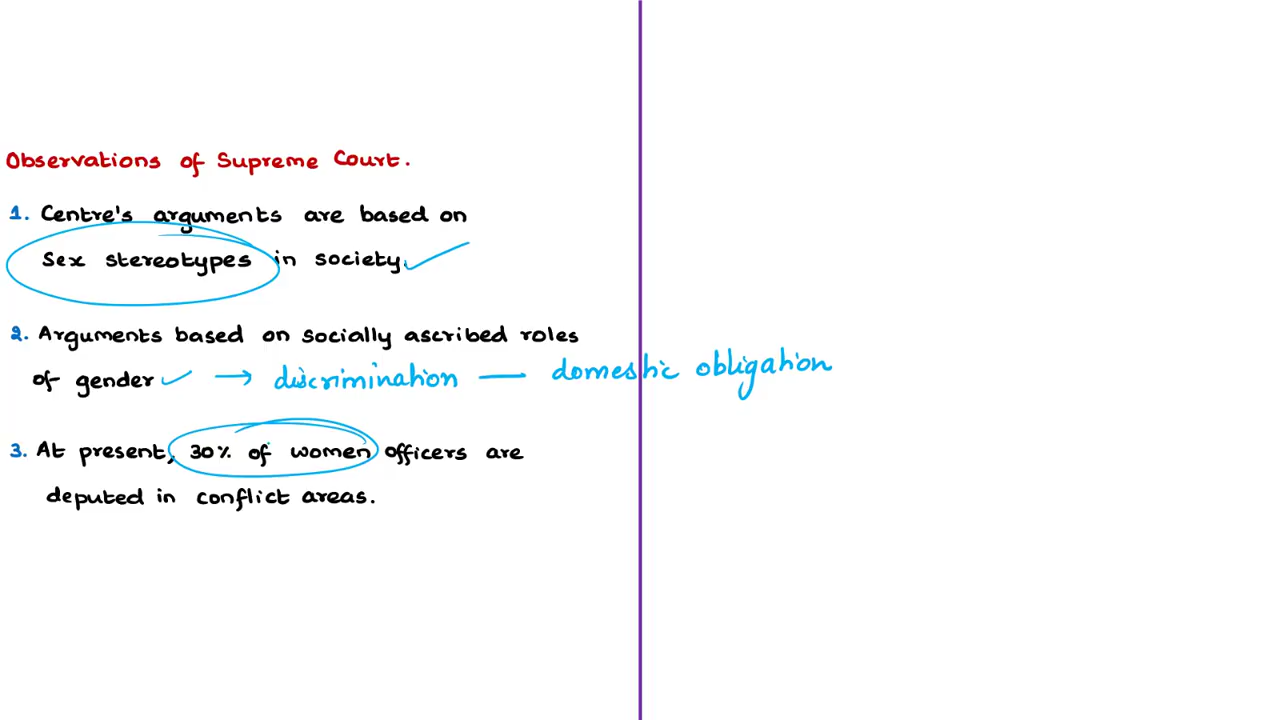 Observations of Supreme Court.
1. Centre's arguments are based on
Sex stereotypes in society.
2. Arguments based on socially ascribed roles
of gender → discrimination — domestic obligation
3. At present, 30% of women officers are
deputed in conflict areas.